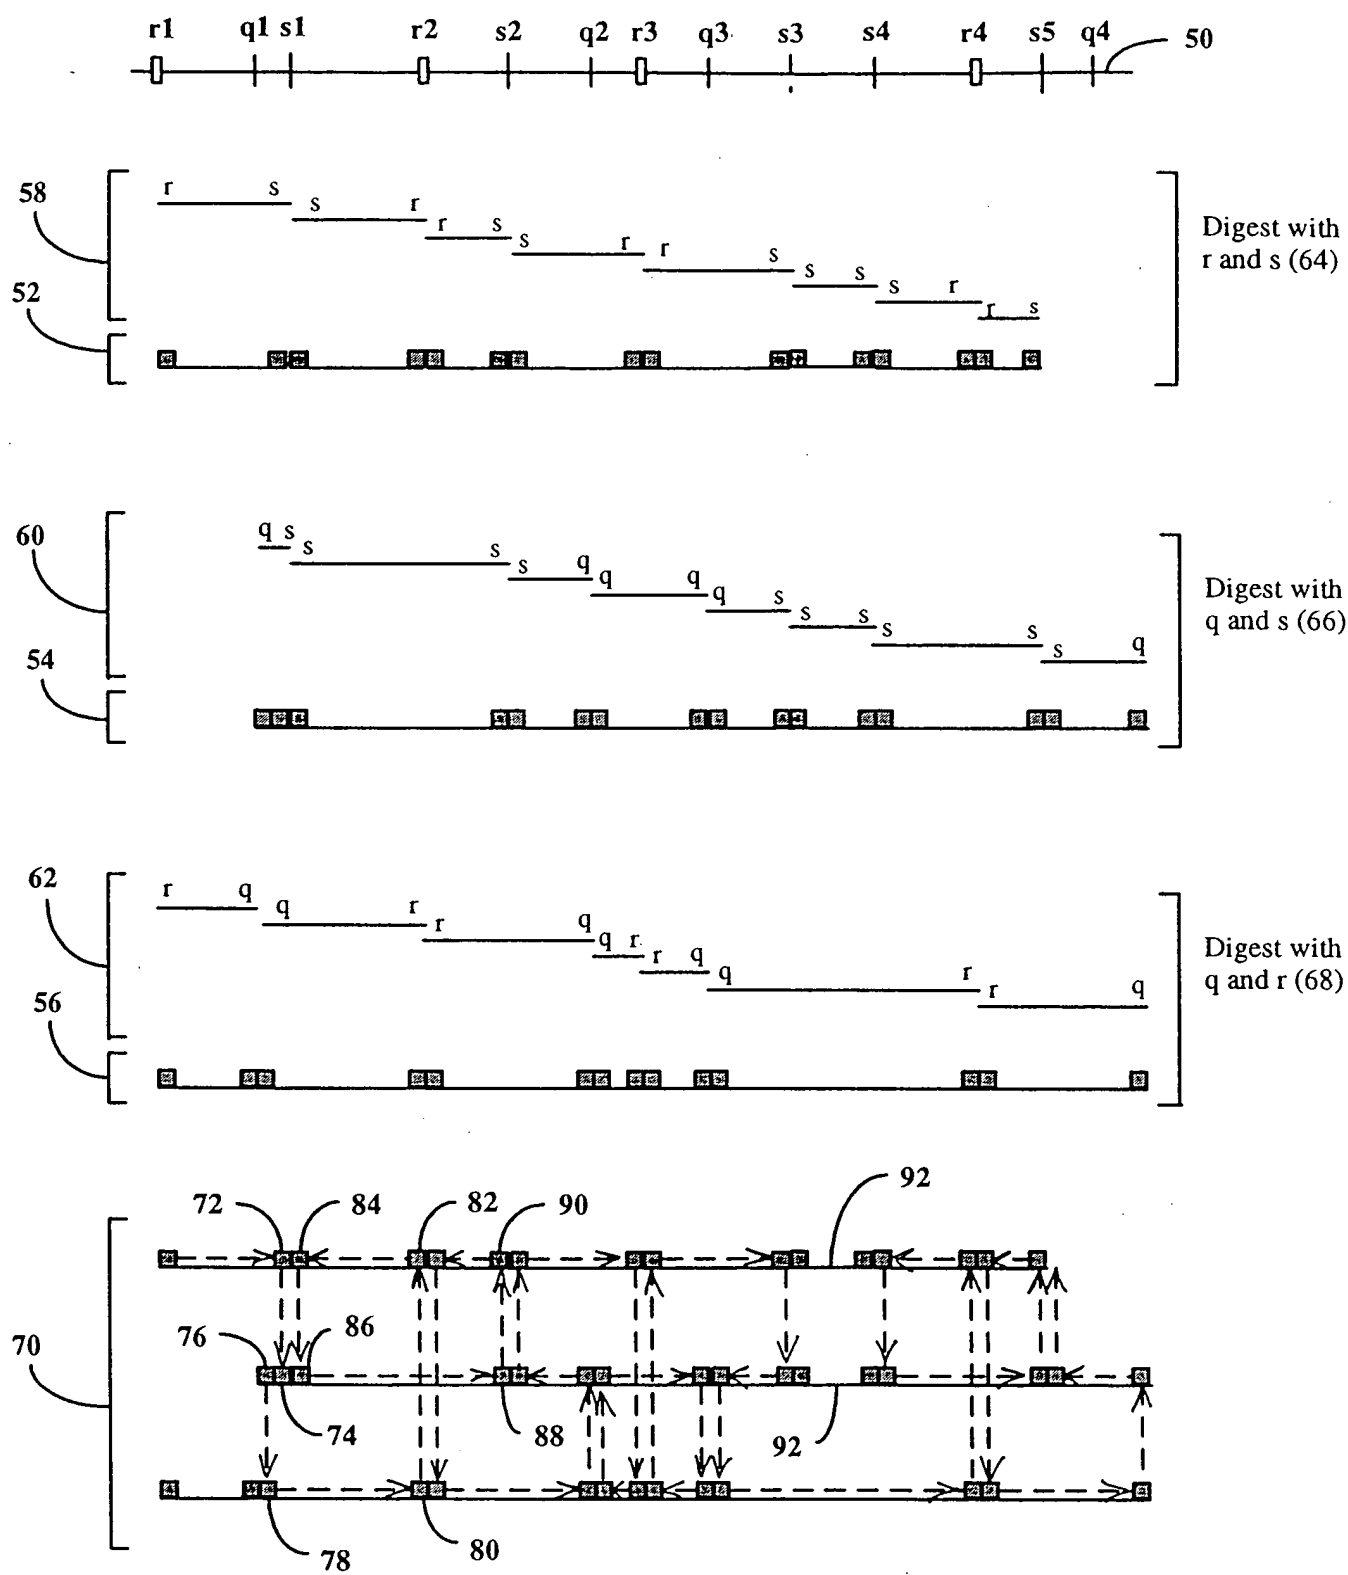 r1 q1 s1 r2 s2 q2 r3 q3 s3 s4 r4 s5 q4
50
58
r s
s r
r s
s r
r s
s s
s r
r s
Digest with
r and s (64)
52
60
q s
s s
s q
q q
q s
s s
s s
s q
Digest with
q and s (66)
54
62
r q
q r
r q
q r
r q
q r
r q
Digest with
q and r (68)
56
72 84 82 90 92
70
76 86
74 88 92
78 80